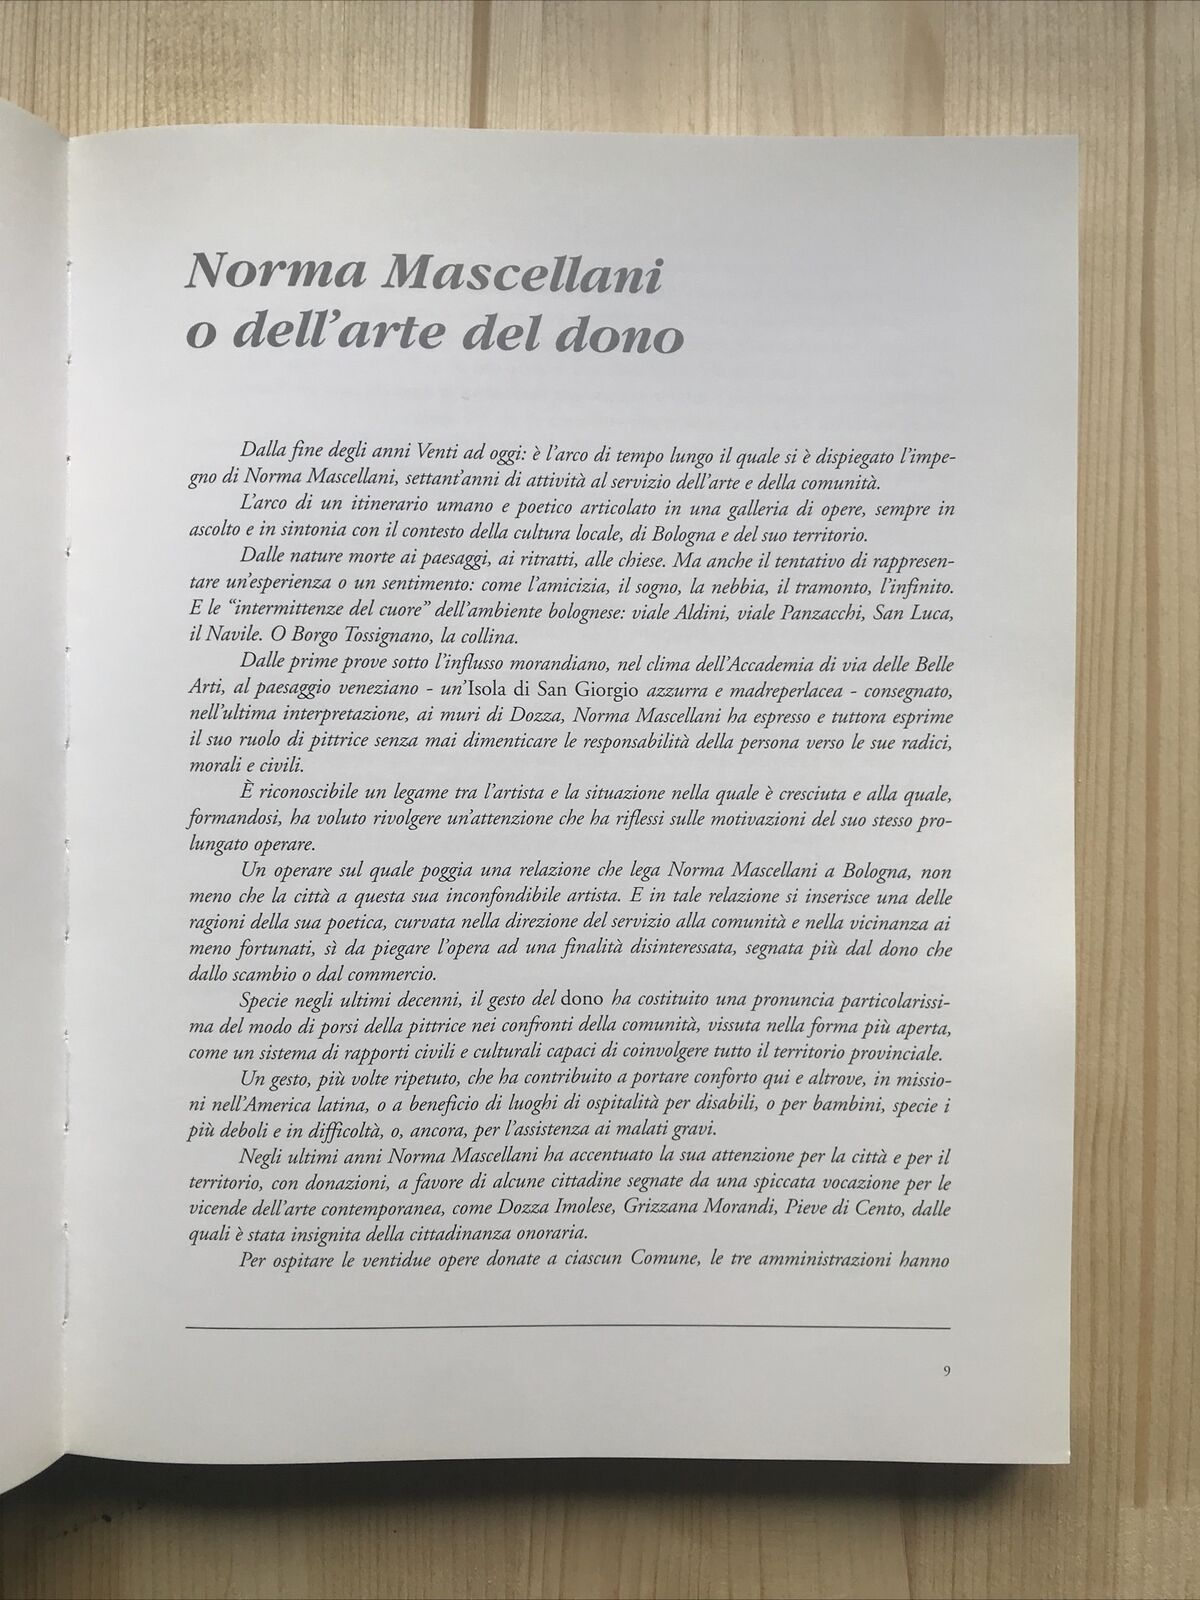 Norma Mascellani
o dell'arte del dono
Dalla fine degli anni Venti ad oggi: è l'arco di tempo lungo il quale si è dispiegato l'impe-
gno di Norma Mascellani, settant'anni di attività al servizio dell'arte e della comunità.
L'arco di un itinerario umano e poetico articolato in una galleria di opere, sempre in
ascolto e in sintonia con il contesto della cultura locale, di Bologna e del suo territorio.
Dalle nature morte ai paesaggi, ai ritratti, alle chiese. Ma anche il tentativo di rappresen-
tare un'esperienza o un sentimento: come l'amicizia, il sogno, la nebbia, il tramonto, l'infinito.
E le “intermittenze del cuore” dell'ambiente bolognese: viale Aldini, viale Panzacchi, San Luca,
il Navile. O Borgo Tossignano, la collina.
Dalle prime prove sotto l'influsso morandiano, nel clima dell'Accademia di via delle Belle
Arti, al paesaggio veneziano - un'Isola di San Giorgio azzurra e madreperlacea - consegnato,
nell'ultima interpretazione, ai muri di Dozza, Norma Mascellani ha espresso e tuttora esprime
il suo ruolo di pittrice senza mai dimenticare le responsabilità della persona verso le sue radici,
morali e civili.
È riconoscibile un legame tra l'artista e la situazione nella quale è cresciuta e alla quale,
formandosi, ha voluto rivolgere un'attenzione che ha riflessi sulle motivazioni del suo stesso pro-
lungato operare.
Un operare sul quale poggia una relazione che lega Norma Mascellani a Bologna, non
meno che la città a questa sua inconfondibile artista. E in tale relazione si inserisce una delle
ragioni della sua poetica, curvata nella direzione del servizio alla comunità e nella vicinanza ai
meno fortunati, sì da piegare l'opera ad una finalità disinteressata, segnata più dal dono che
dallo scambio o dal commercio.
Specie negli ultimi decenni, il gesto del dono ha costituito una pronuncia particolarissi-
ma del modo di porsi della pittrice nei confronti della comunità, vissuta nella forma più aperta,
come un sistema di rapporti civili e culturali capaci di coinvolgere tutto il territorio provinciale.
Un gesto, più volte ripetuto, che ha contribuito a portare conforto qui e altrove, in missio-
ni nell'America latina, o a beneficio di luoghi di ospitalità per disabili, o per bambini, specie i
più deboli e in difficoltà, o, ancora, per l'assistenza ai malati gravi.
Negli ultimi anni Norma Mascellani ha accentuato la sua attenzione per la città e per il
territorio, con donazioni, a favore di alcune cittadine segnate da una spiccata vocazione per le
vicende dell'arte contemporanea, come Dozza Imolese, Grizzana Morandi, Pieve di Cento, dalle
quali è stata insignita della cittadinanza onoraria.
Per ospitare le ventidue opere donate a ciascun Comune, le tre amministrazioni hanno
9